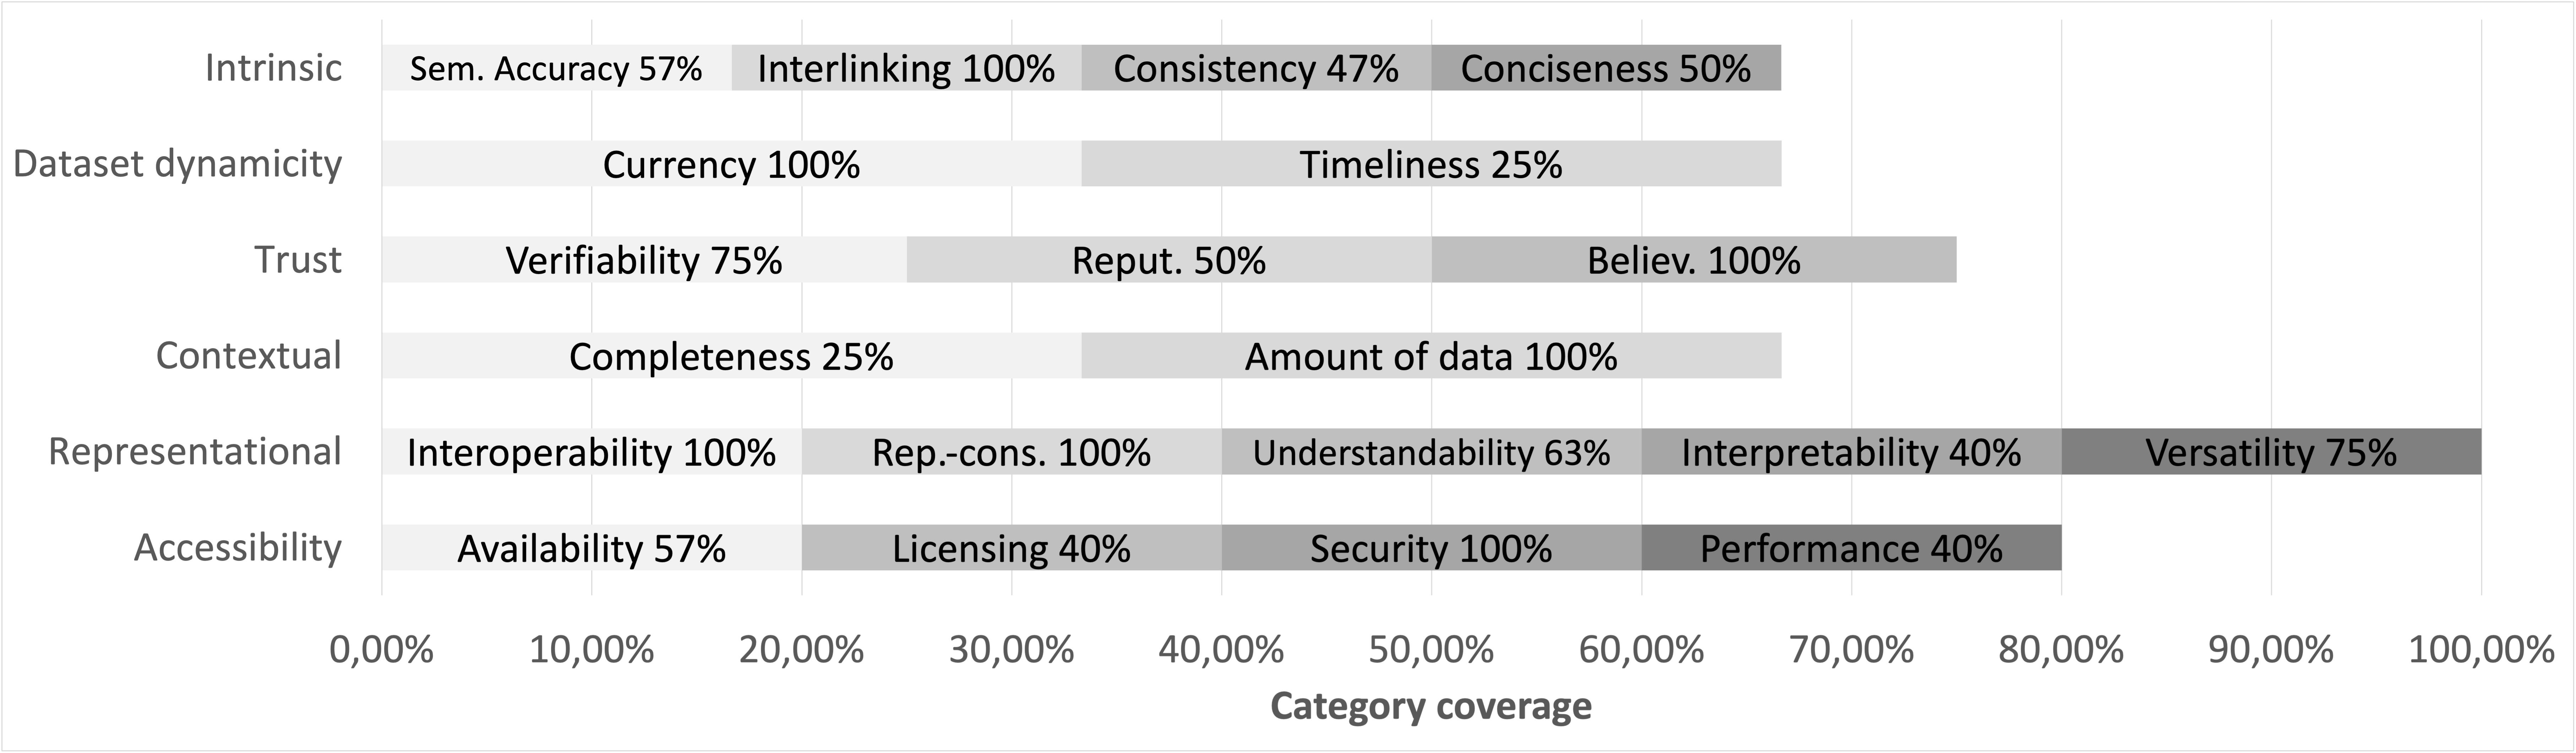 Intrinsic
Sem. Accuracy 57%
Interlinking 100%
Consistency 47%
Conciseness 50%
Dataset dynamicity
Currency 100%
Timeliness 25%
Trust
Verifiability 75%
Reput. 50%
Believ. 100%
Contextual
Completeness 25%
Amount of data 100%
Representational
Interoperability 100%
Rep.-cons. 100%
Understandability 63%
Interpretability 40%
Versatility 75%
Accessibility
Availability 57%
Licensing 40%
Security 100%
Performance 40%
0,00% 10,00% 20,00% 30,00% 40,00% 50,00% 60,00% 70,00% 80,00% 90,00% 100,00%
Category coverage